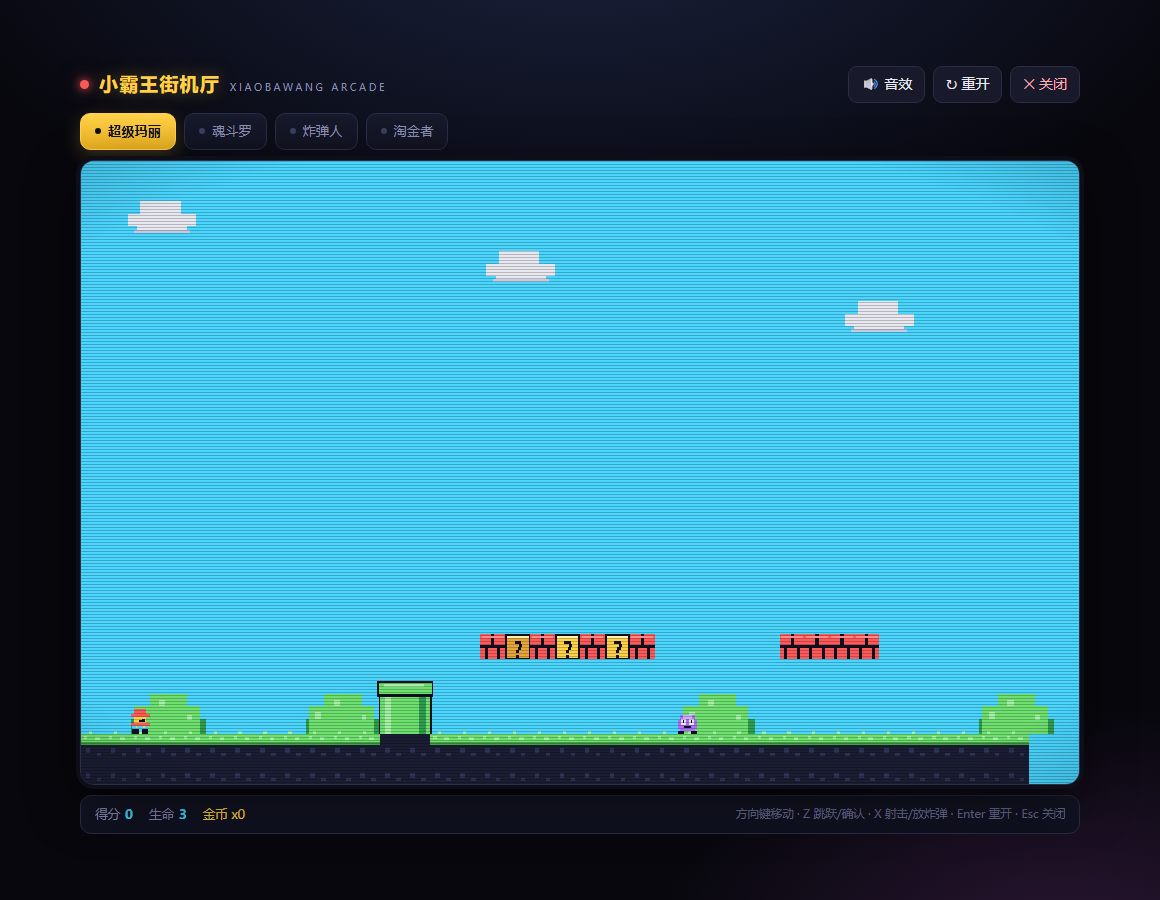 小霸王街机厅 XIAOBAWANG ARCADE 音效 ↻ 重开 ✕ 关闭
超级玛丽 魂斗罗 炸弹人 淘金者
? ? ?
得分 0 生命 3 金币 x0 方向键移动 · Z 跳跃/确认 · X 射击/放炸弹 · Enter 重开 · Esc 关闭